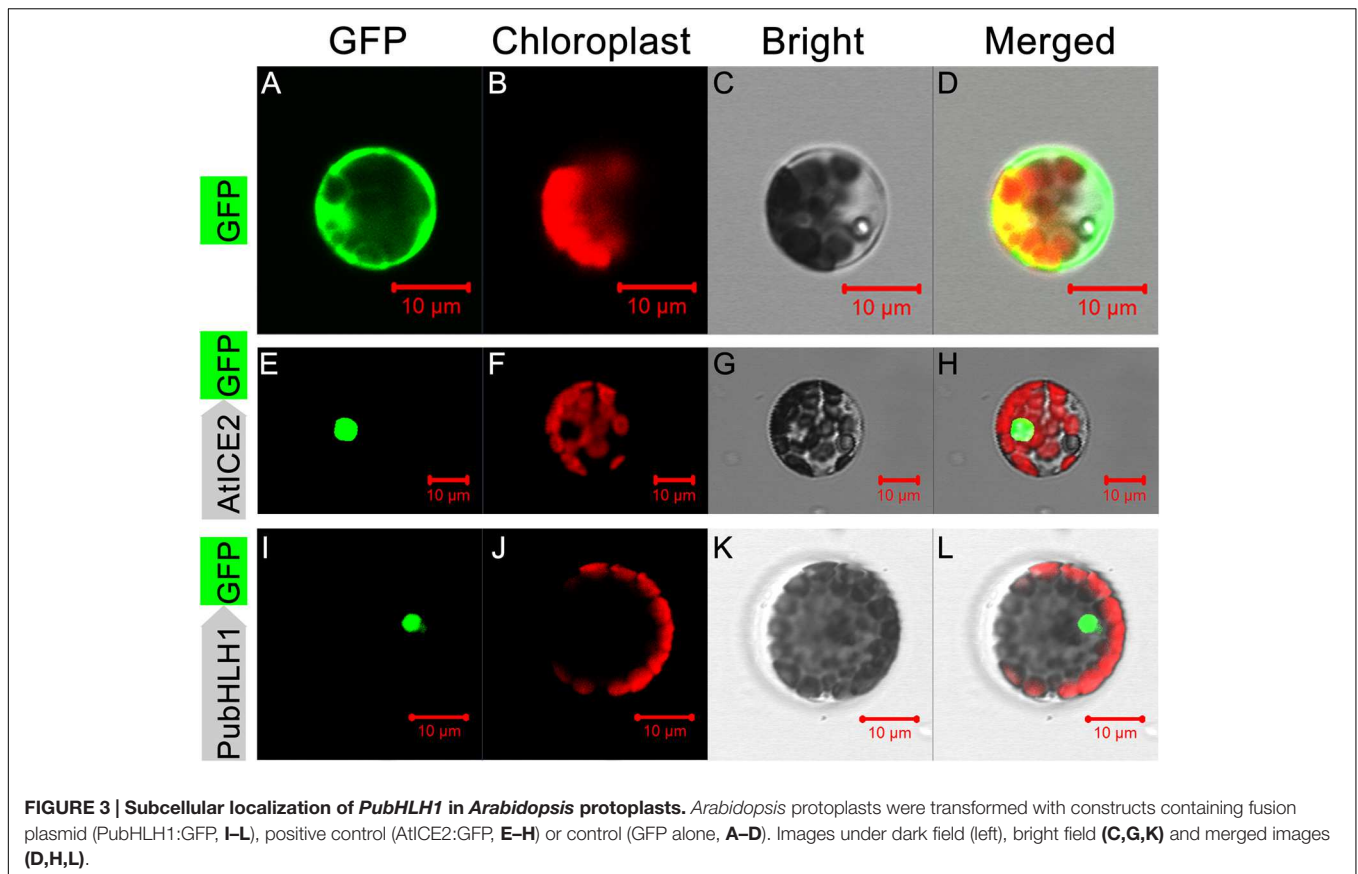 GFP Chloroplast Bright Merged
A B C D
GFP
10 µm 10 µm 10 µm 10 µm
E F G H
GFP
AtICE2
10 µm 10 µm 10 µm 10 µm
I J K L
GFP
PubHLH1
10 µm 10 µm 10 µm 10 µm
FIGURE 3 | Subcellular localization of PubHLH1 in Arabidopsis protoplasts. Arabidopsis protoplasts were transformed with constructs containing fusion
plasmid (PubHLH1:GFP, I–L), positive control (AtICE2:GFP, E–H) or control (GFP alone, A–D). Images under dark field (left), bright field (C,G,K) and merged images
(D,H,L).